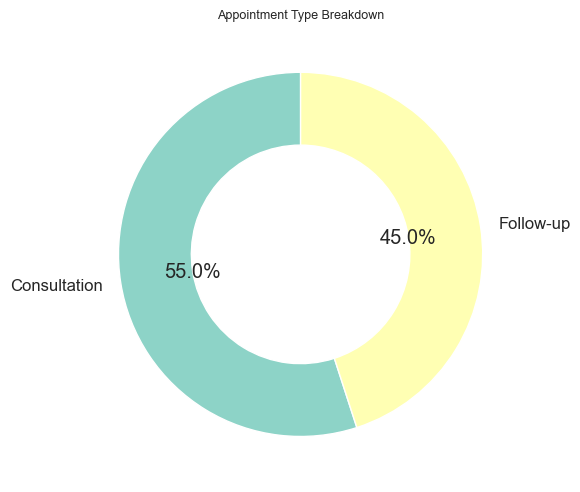 Appointment Type Breakdown
Follow-up
45.0%
55.0%
Consultation